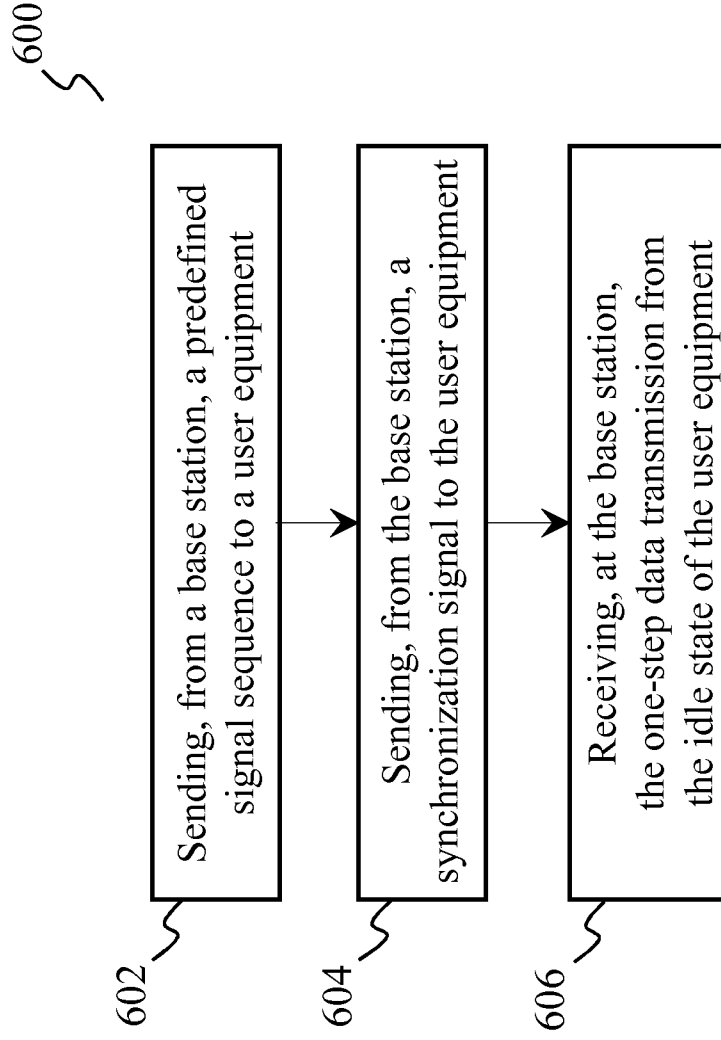 600
602
Sending, from a base station, a predefined
signal sequence to a user equipment
604
Sending, from the base station, a
synchronization signal to the user equipment
606
Receiving, at the base station,
the one-step data transmission from
the idle state of the user equipment